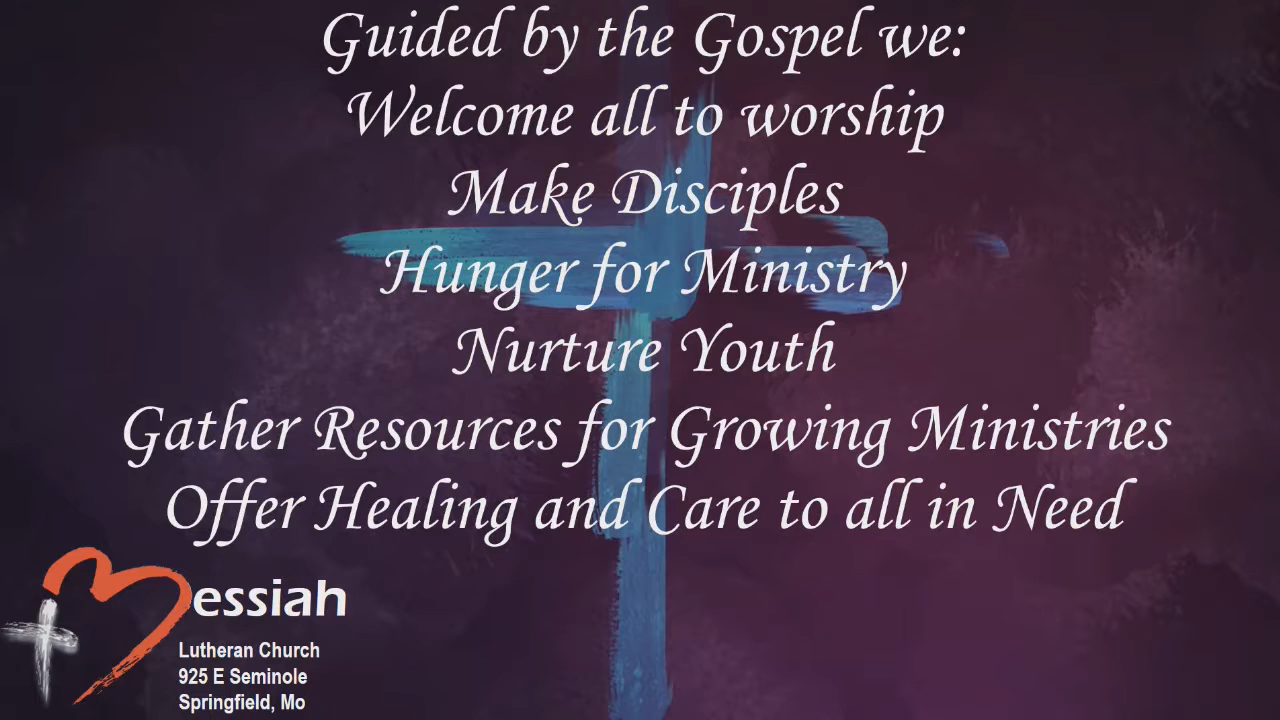 Guided by the Gospel we:
Welcome all to worship
Make Disciples
Hunger for Ministry
Nurture Youth
Gather Resources for Growing Ministries
Offer Healing and Care to all in Need
Messiah
Lutheran Church
925 E Seminole
Springfield, Mo